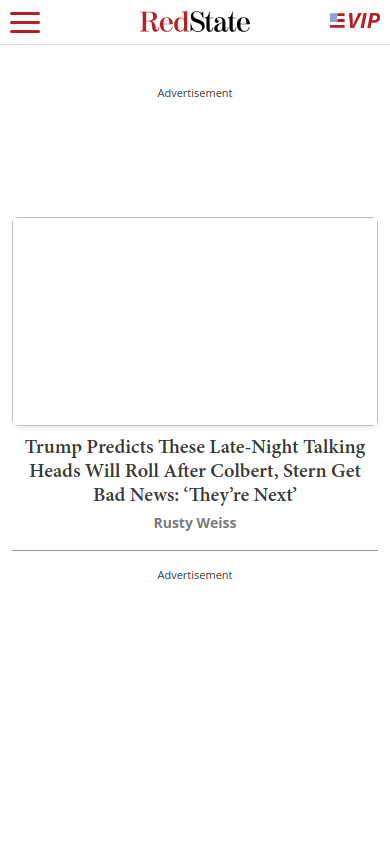 RedState
VIP
Advertisement
Trump Predicts These Late-Night Talking
Heads Will Roll After Colbert, Stern Get
Bad News: ‘They’re Next’
Rusty Weiss
Advertisement